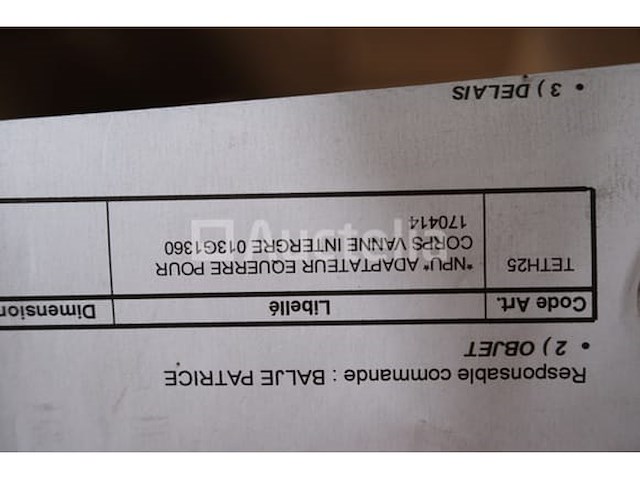 Responsable commande : BALJE PATRICE
• 2 ) OBJET
Code Art. Libellé Dimension
TETH25 *NPU* ADAPTATEUR EQUERRE POUR
CORPS VANNE INTERGRE 013G1360
170414
• 3 ) DELAIS
Auctelia